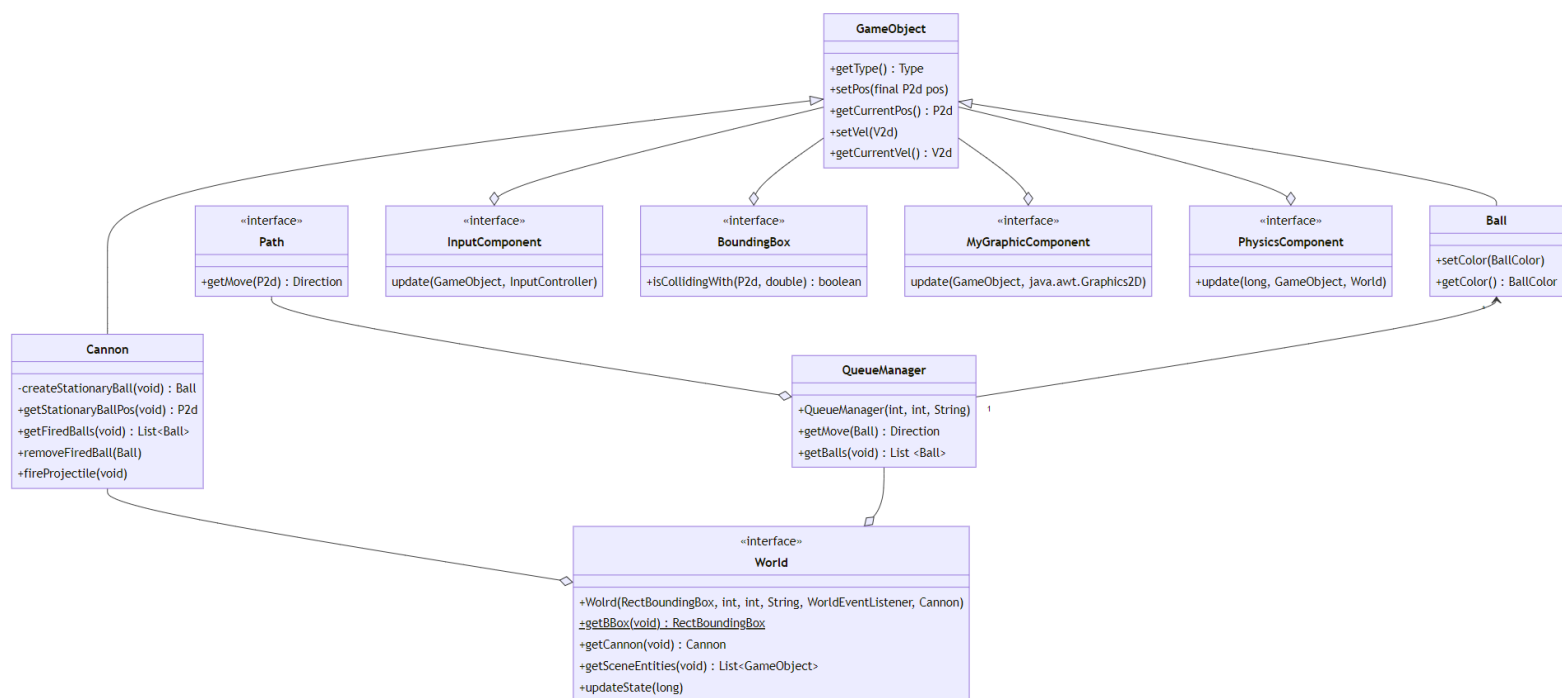 GameObject
+getType() : Type
+setPos(final P2d pos)
+getCurrentPos() : P2d
+setVel(V2d)
+getCurrentVel() : V2d
«interface»
Path
+getMove(P2d) : Direction
«interface»
InputComponent
update(GameObject, InputController)
«interface»
BoundingBox
+isCollidingWith(P2d, double) : boolean
«interface»
MyGraphicComponent
update(GameObject, java.awt.Graphics2D)
«interface»
PhysicsComponent
+update(long, GameObject, World)
Ball
+setColor(BallColor)
+getColor() : BallColor
Cannon
-createStationaryBall(void) : Ball
+getStationaryBallPos(void) : P2d
+getFiredBalls(void) : List<Ball>
+removeFiredBall(Ball)
+fireProjectile(void)
QueueManager
+QueueManager(int, int, String)
+getMove(Ball) : Direction
+getBalls(void) : List <Ball>
1
«interface»
World
+Wolrd(RectBoundingBox, int, int, String, WorldEventListener, Cannon)
+getBBox(void) : RectBoundingBox
+getCannon(void) : Cannon
+getSceneEntities(void) : List<GameObject>
+updateState(long)